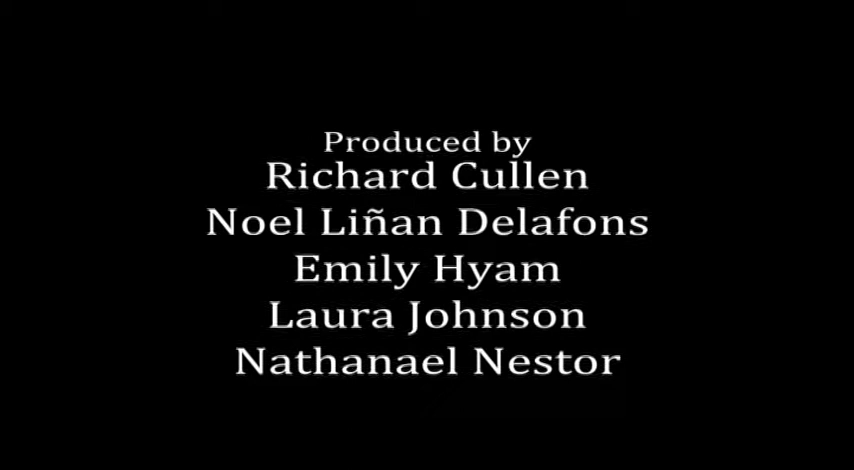 Produced by
Richard Cullen
Noel Liñan Delafons
Emily Hyam
Laura Johnson
Nathanael Nestor